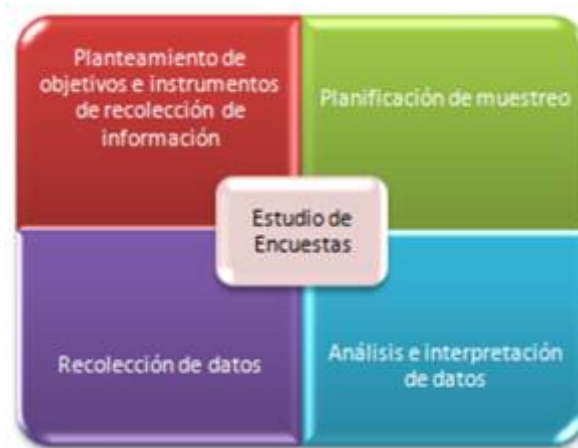 Planteamiento de
objetivos e instrumentos
de recolección de
información
Planificación de muestreo
Estudio de
Encuestas
Recolección de datos
Análisis e interpretación
de datos